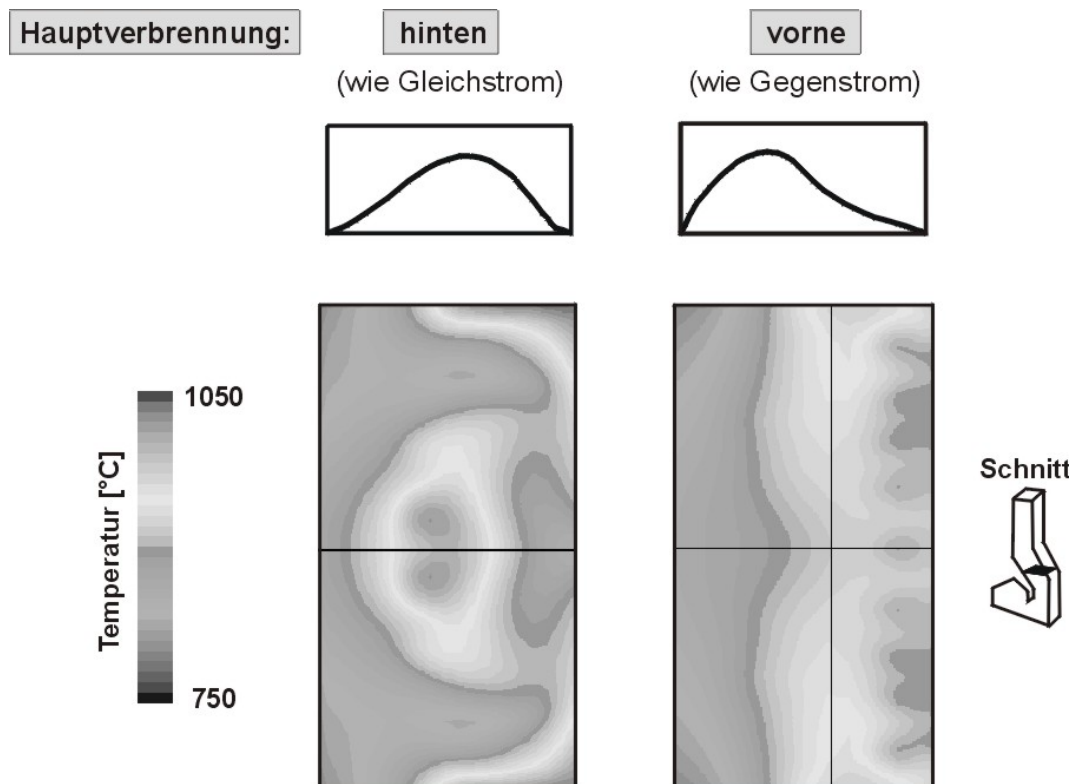 Hauptverbrennung:
hinten
vorne
(wie Gleichstrom)
(wie Gegenstrom)
1050
Temperatur [°C]
750
Schnitt